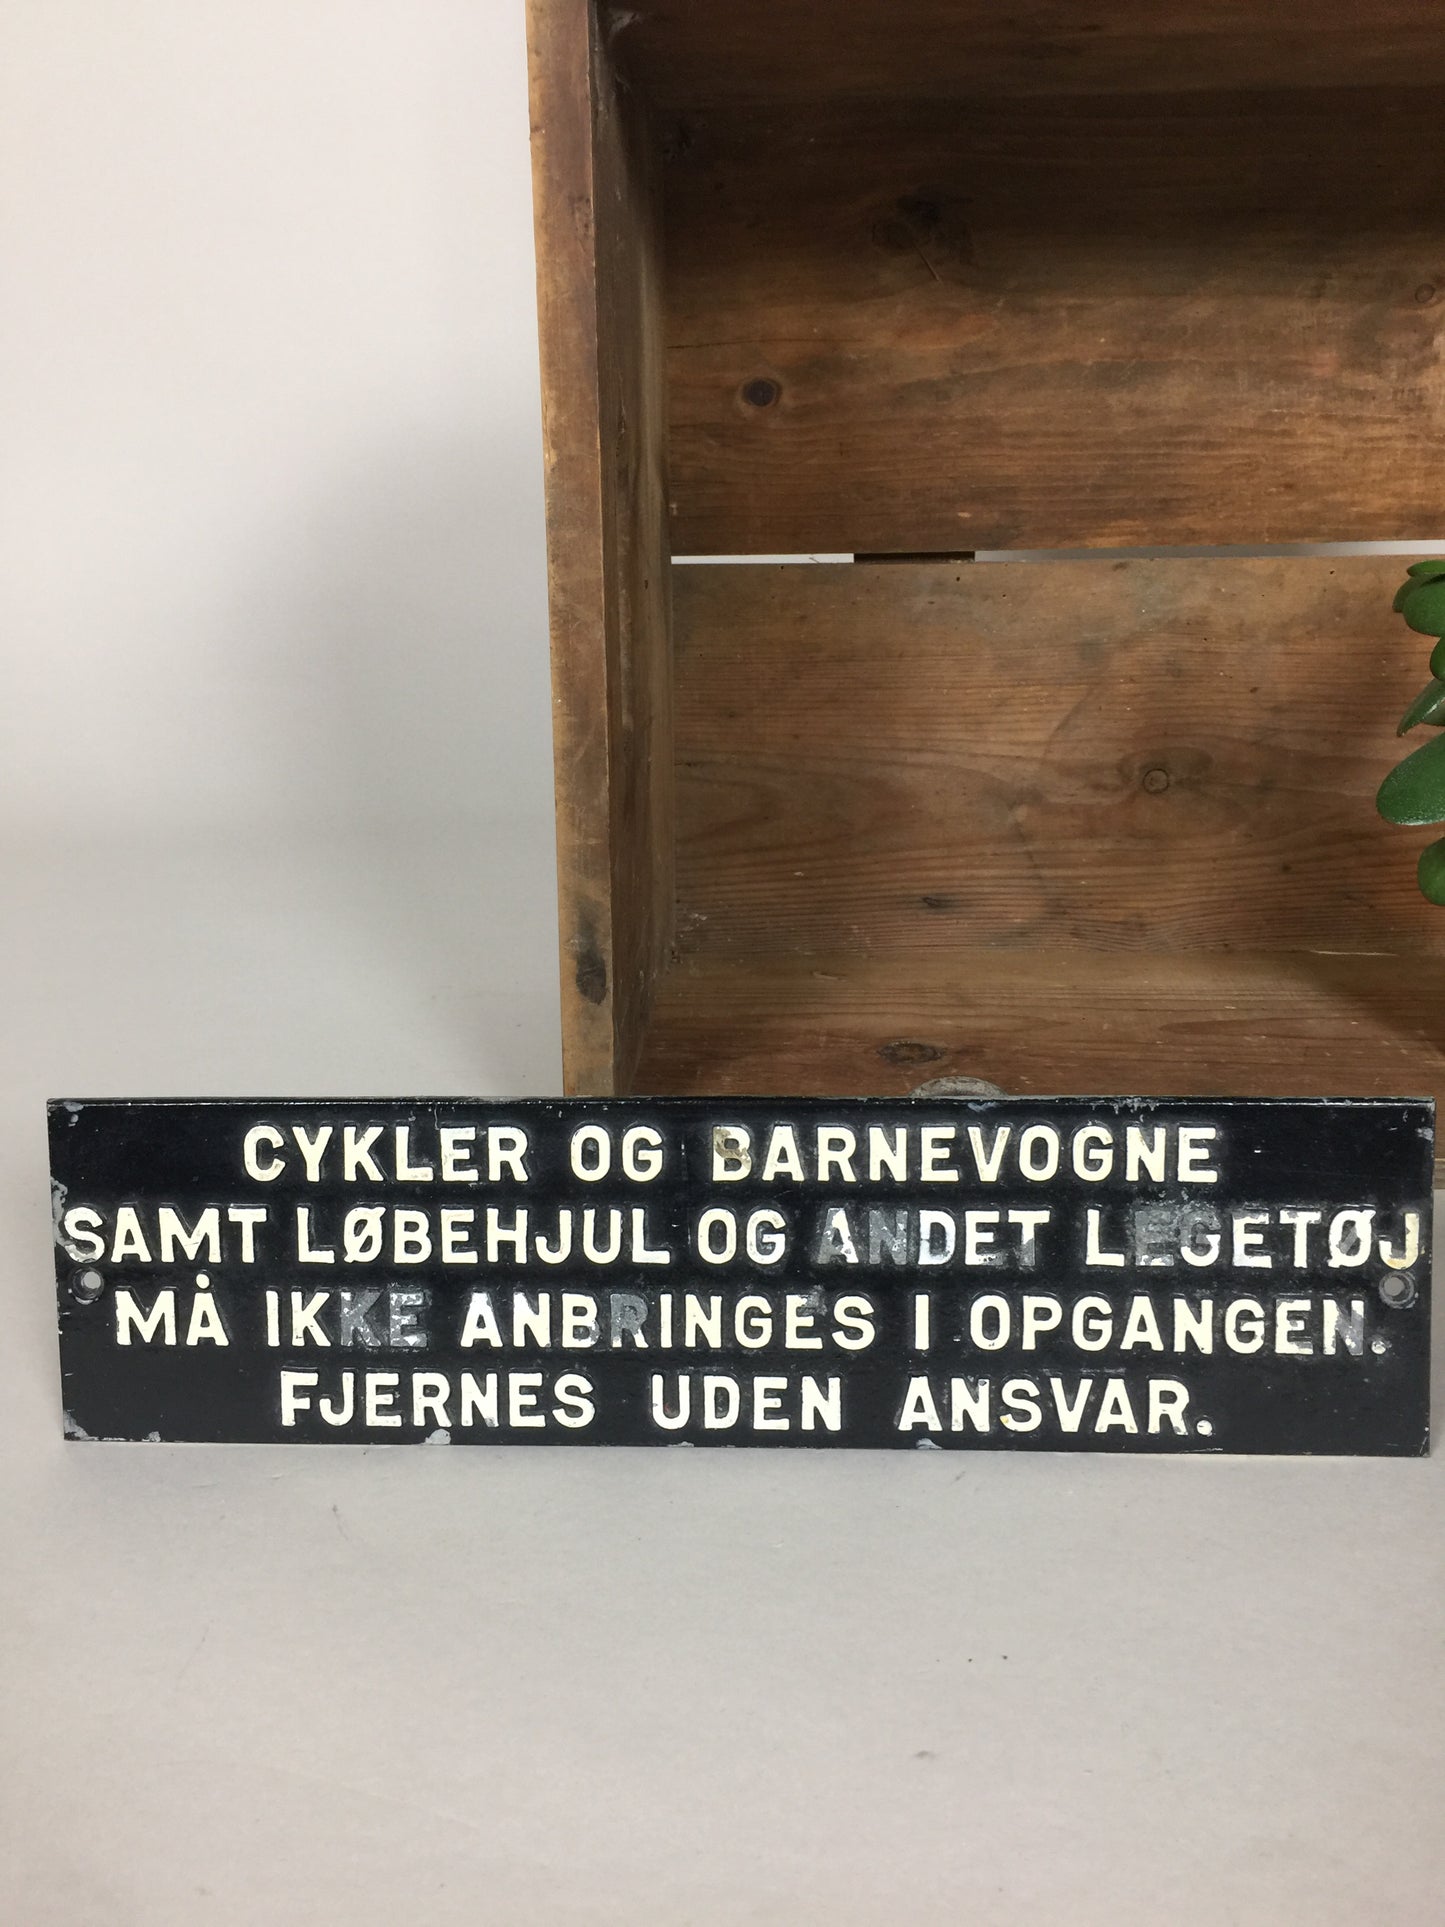 CYKLER OG BARNEVOGNE
SAMT LØBEHJUL OG ANDET LEGETØJ
MÅ IKKE ANBRINGES I OPGANGEN.
FJERNES UDEN ANSVAR.